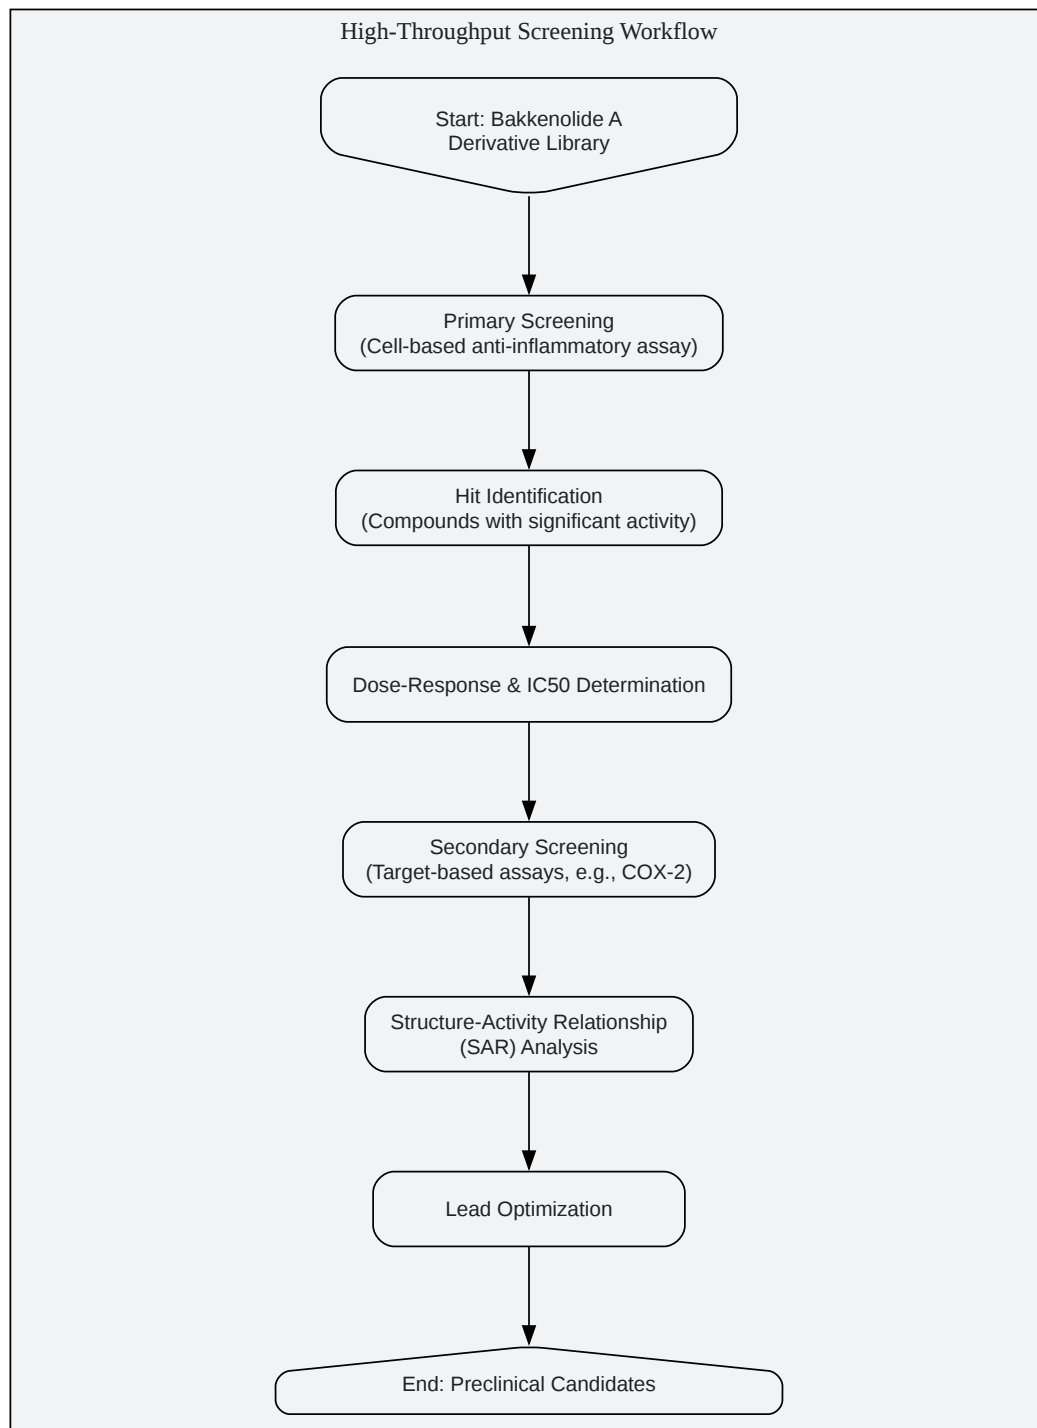 High-Throughput Screening Workflow
Start: Bakkenolide A
Derivative Library
Primary Screening
(Cell-based anti-inflammatory assay)
Hit Identification
(Compounds with significant activity)
Dose-Response & IC50 Determination
Secondary Screening
(Target-based assays, e.g., COX-2)
Structure-Activity Relationship
(SAR) Analysis
Lead Optimization
End: Preclinical Candidates